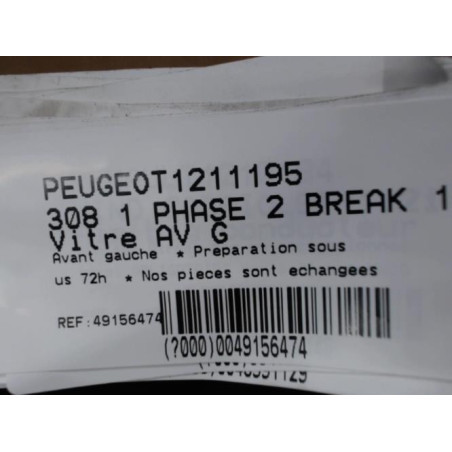 PEUGEOT1211195
308 1 PHASE 2 BREAK 1
Vitre AV G
Avant gauche * Preparation sous
us 72h * Nos pieces sont echangees
REF:49156474
(?000)0049156474